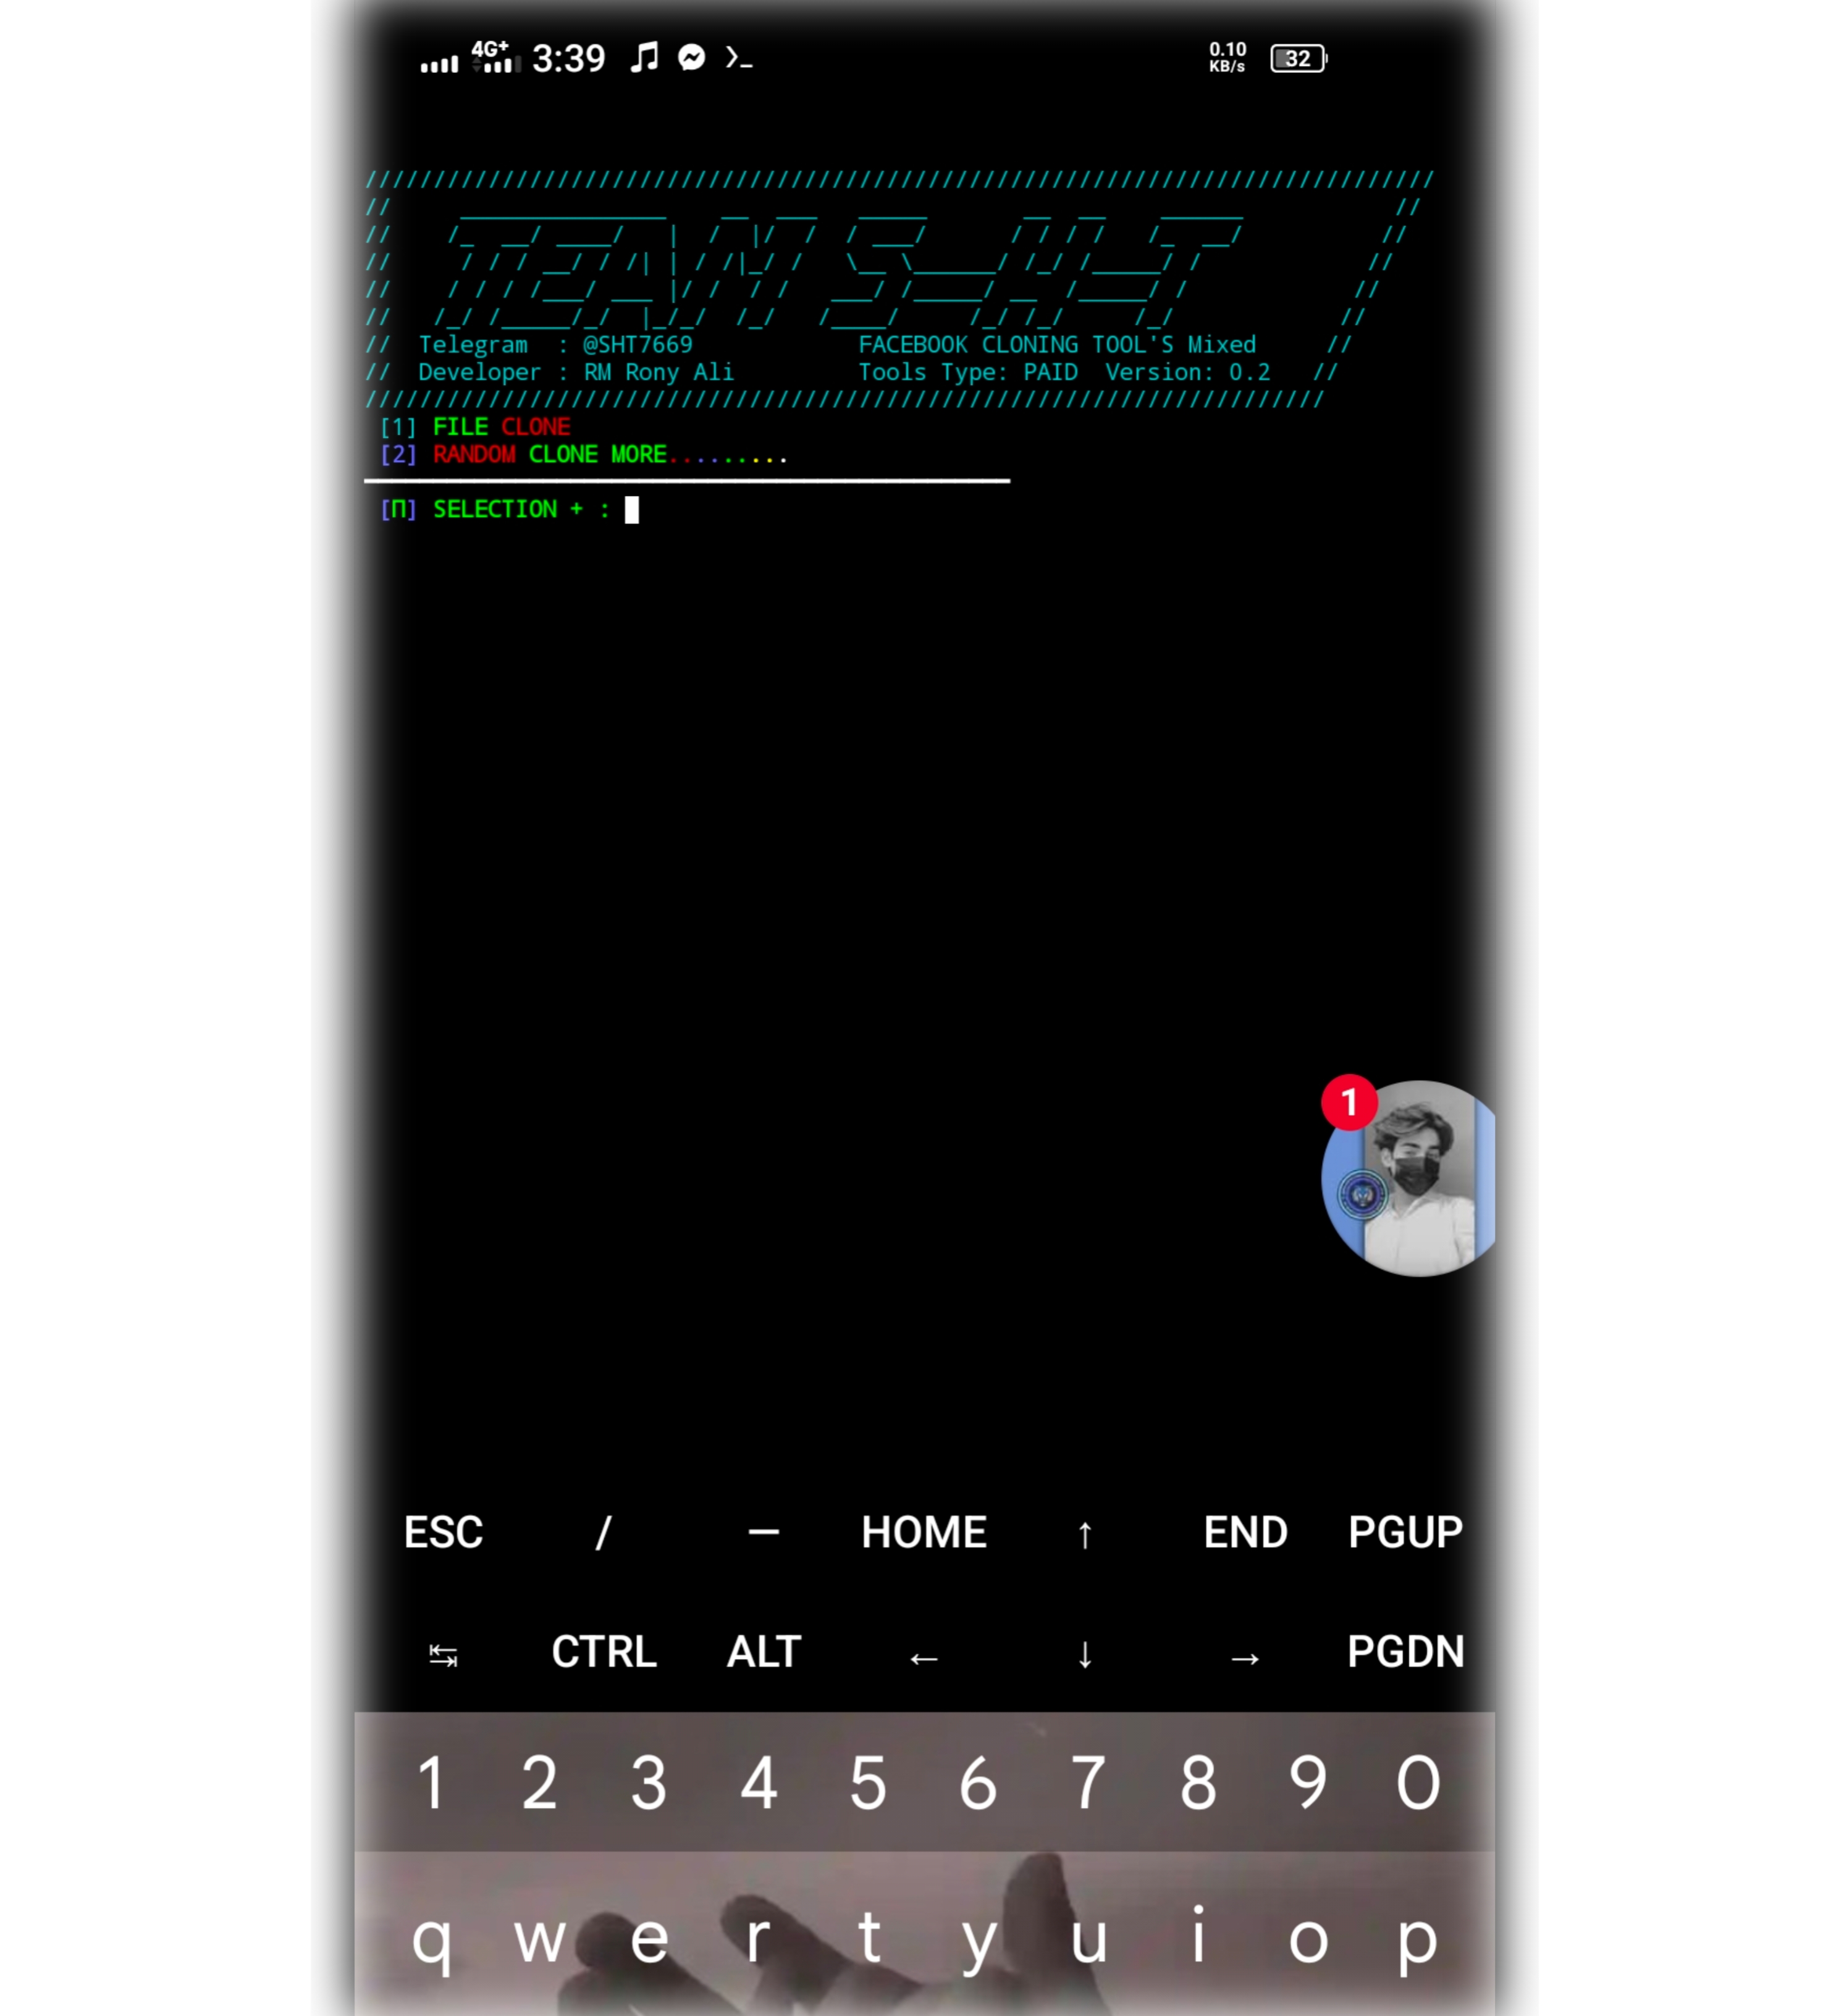 4G+ 3:39 0.10 KB/s 32
TEAM S-H-T
Telegram : @SHT7669 FACEBOOK CLONING TOOL'S Mixed
Developer : RM Rony Ali Tools Type: PAID Version: 0.2
[1] FILE CLONE
[2] RANDOM CLONE MORE.........
[П] SELECTION + :
1
ESC / — HOME ↑ END PGUP
↹ CTRL ALT ← ↓ → PGDN
1 2 3 4 5 6 7 8 9 0
q w e r t y u i o p